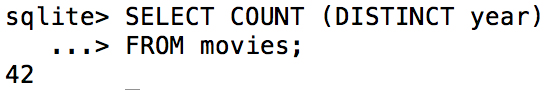 sqlite> SELECT COUNT (DISTINCT year)
   ...> FROM movies;
42